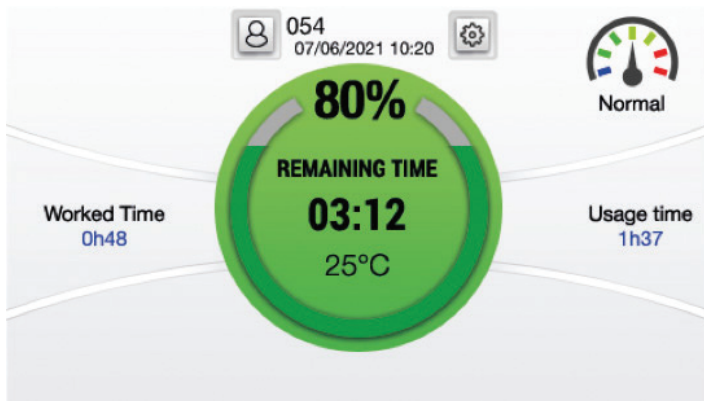 054
07/06/2021 10:20
Normal
80%
REMAINING TIME
03:12
25°C
Worked Time
0h48
Usage time
1h37